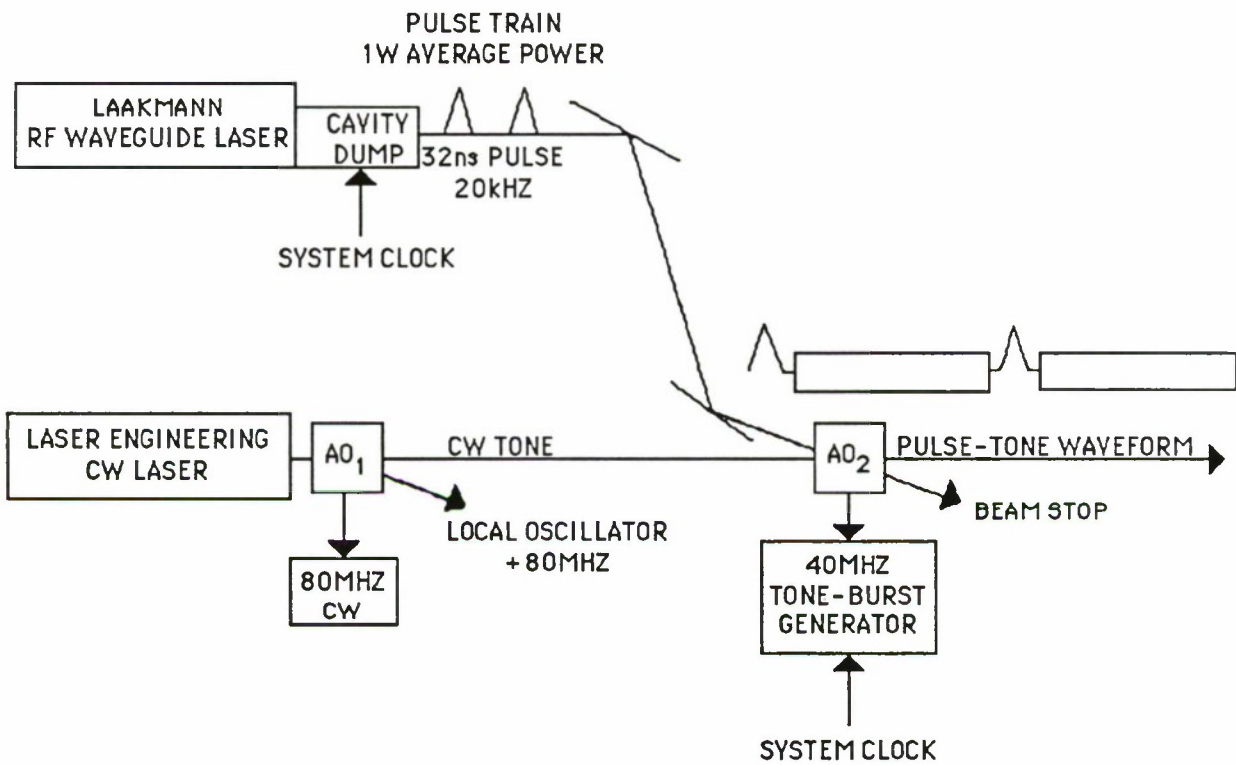 PULSE TRAIN
1W AVERAGE POWER
LAAKMANN
RF WAVEGUIDE LASER
CAVITY
DUMP
32ns PULSE
20kHZ
SYSTEM CLOCK
LASER ENGINEERING
CW LASER
AO1
CW TONE
AO2
PULSE-TONE WAVEFORM
BEAM STOP
LOCAL OSCILLATOR
+80MHZ
80MHZ
CW
40MHZ
TONE-BURST
GENERATOR
SYSTEM CLOCK